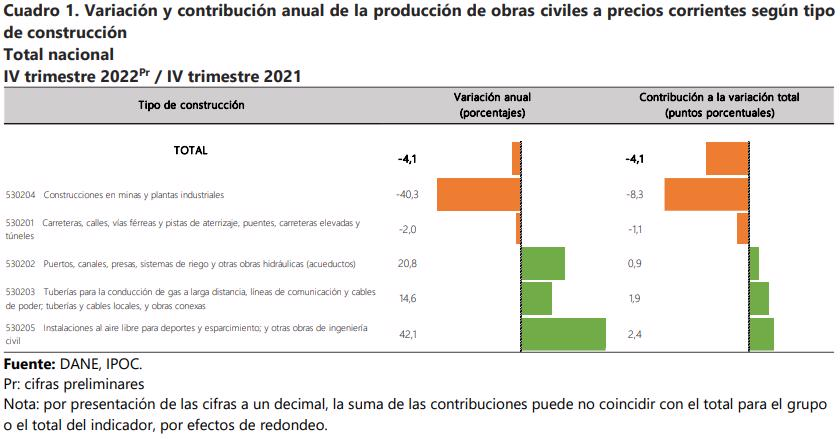 Cuadro 1. Variación y contribución anual de la producción de obras civiles a precios corrientes según tipo
de construcción
Total nacional
IV trimestre 2022Pr / IV trimestre 2021
Tipo de construcción
Variación anual
(porcentajes)
Contribución a la variación total
(puntos porcentuales)
TOTAL -4,1 -4,1
530204 Construcciones en minas y plantas industriales -40,3 -8,3
530201 Carreteras, calles, vías férreas y pistas de aterrizaje, puentes, carreteras elevadas y
túneles -2,0 -1,1
530202 Puertos, canales, presas, sistemas de riego y otras obras hidráulicas (acueductos) 20,8 0,9
530203 Tuberías para la conducción de gas a larga distancia, líneas de comunicación y cables
de poder; tuberías y cables locales, y obras conexas 14,6 1,9
530205 Instalaciones al aire libre para deportes y esparcimiento; y otras obras de ingeniería
civil 42,1 2,4
Fuente: DANE, IPOC.
Pr: cifras preliminares
Nota: por presentación de las cifras a un decimal, la suma de las contribuciones puede no coincidir con el total para el grupo
o el total del indicador, por efectos de redondeo.